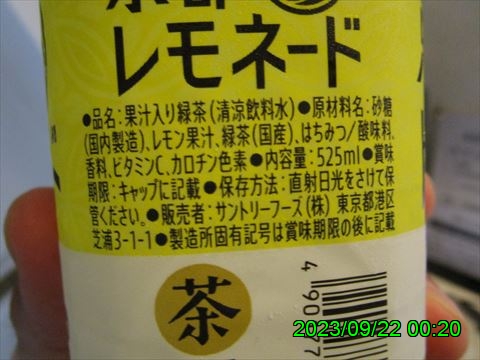 京都
レモネード
●品名:果汁入り緑茶(清涼飲料水)●原材料名:砂糖
(国内製造)、レモン果汁、緑茶(国産)、はちみつ/酸味料、
香料、ビタミンC、カロチン色素●内容量:525ml●賞味
期限:キャップに記載●保存方法:直射日光をさけて保
管ください。●販売者:サントリーフーズ(株) 東京都港区
芝浦3-1-1●製造所固有記号は賞味期限の後に記載
茶
4 90 77
2023/09/22 00:20